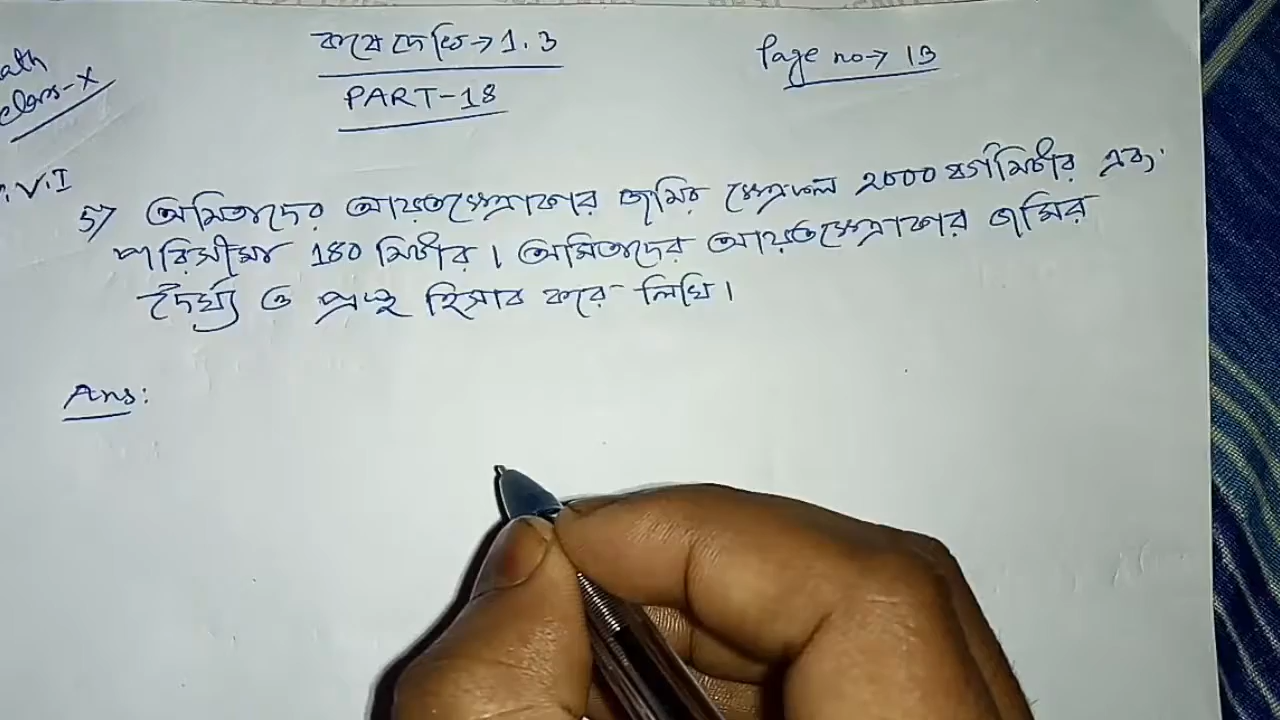 কষে দেখি→ 1.3
Page no→ 13
PART-18
class-X
V.I
5) অমিতাদের আয়তক্ষেত্রাকার জমির ক্ষেত্রফল 2000 বর্গমিটার এবং
পরিসীমা 180 মিটার। অমিতাদের আয়তক্ষেত্রাকার জমির
দৈর্ঘ্য ও প্রস্থ হিসাব করে লিখি।
Ans: